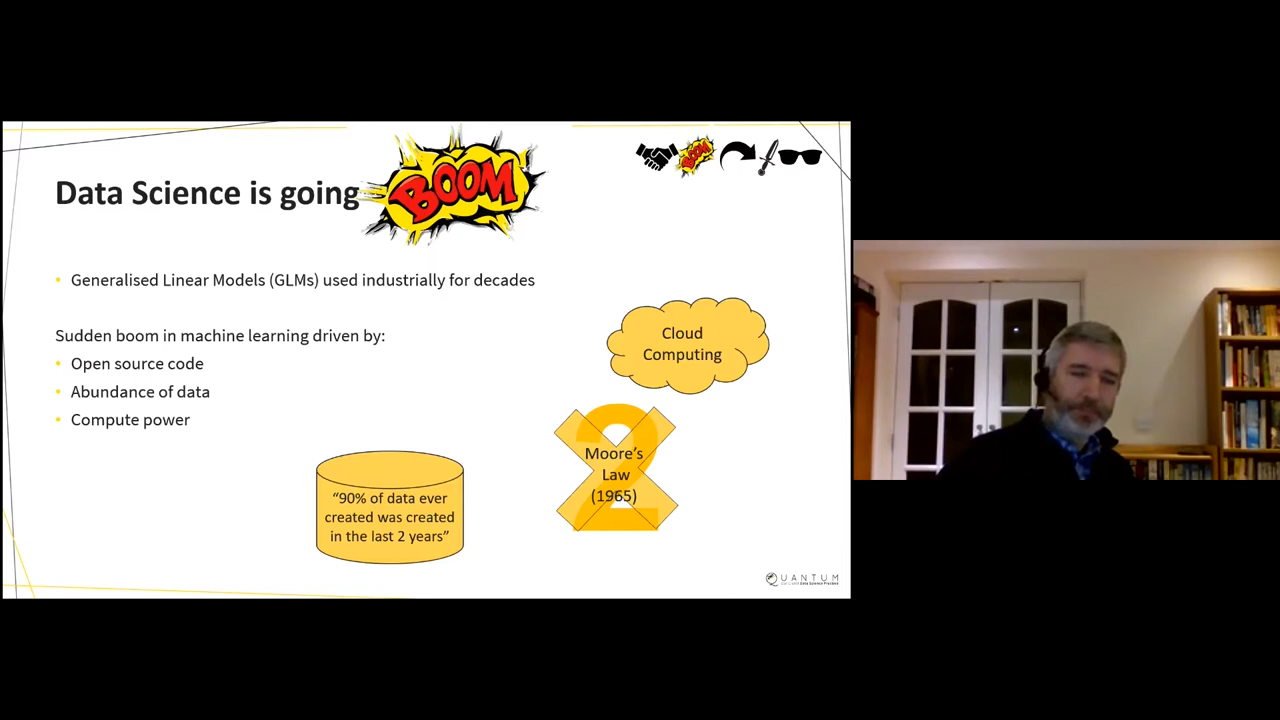 Data Science is going BOOM
BOOM
• Generalised Linear Models (GLMs) used industrially for decades
Sudden boom in machine learning driven by:
• Open source code
• Abundance of data
• Compute power
Cloud
Computing
2
Moore's
Law
(1965)
“90% of data ever
created was created
in the last 2 years”
QUANTUM